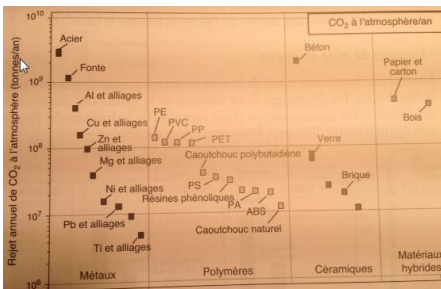 CO₂ à l'atmosphère/an
Rejet annuel de CO₂ à l'atmosphère (tonnes/an)
10¹⁰
10⁹
10⁸
10⁷
10⁶
Acier
Fonte
Al et alliages
Cu et alliages
Zn et
alliages
Mg et alliages
Ni et alliages
Pb et alliages
Ti et alliages
PE
PVC
PP
PET
Caoutchouc polybutadiène
PS
Résines phénoliques
PA
ABS
Caoutchouc naturel
Béton
Verre
Brique
Papier et
carton
Bois
Métaux
Polymères
Céramiques
Matériaux
hybrides